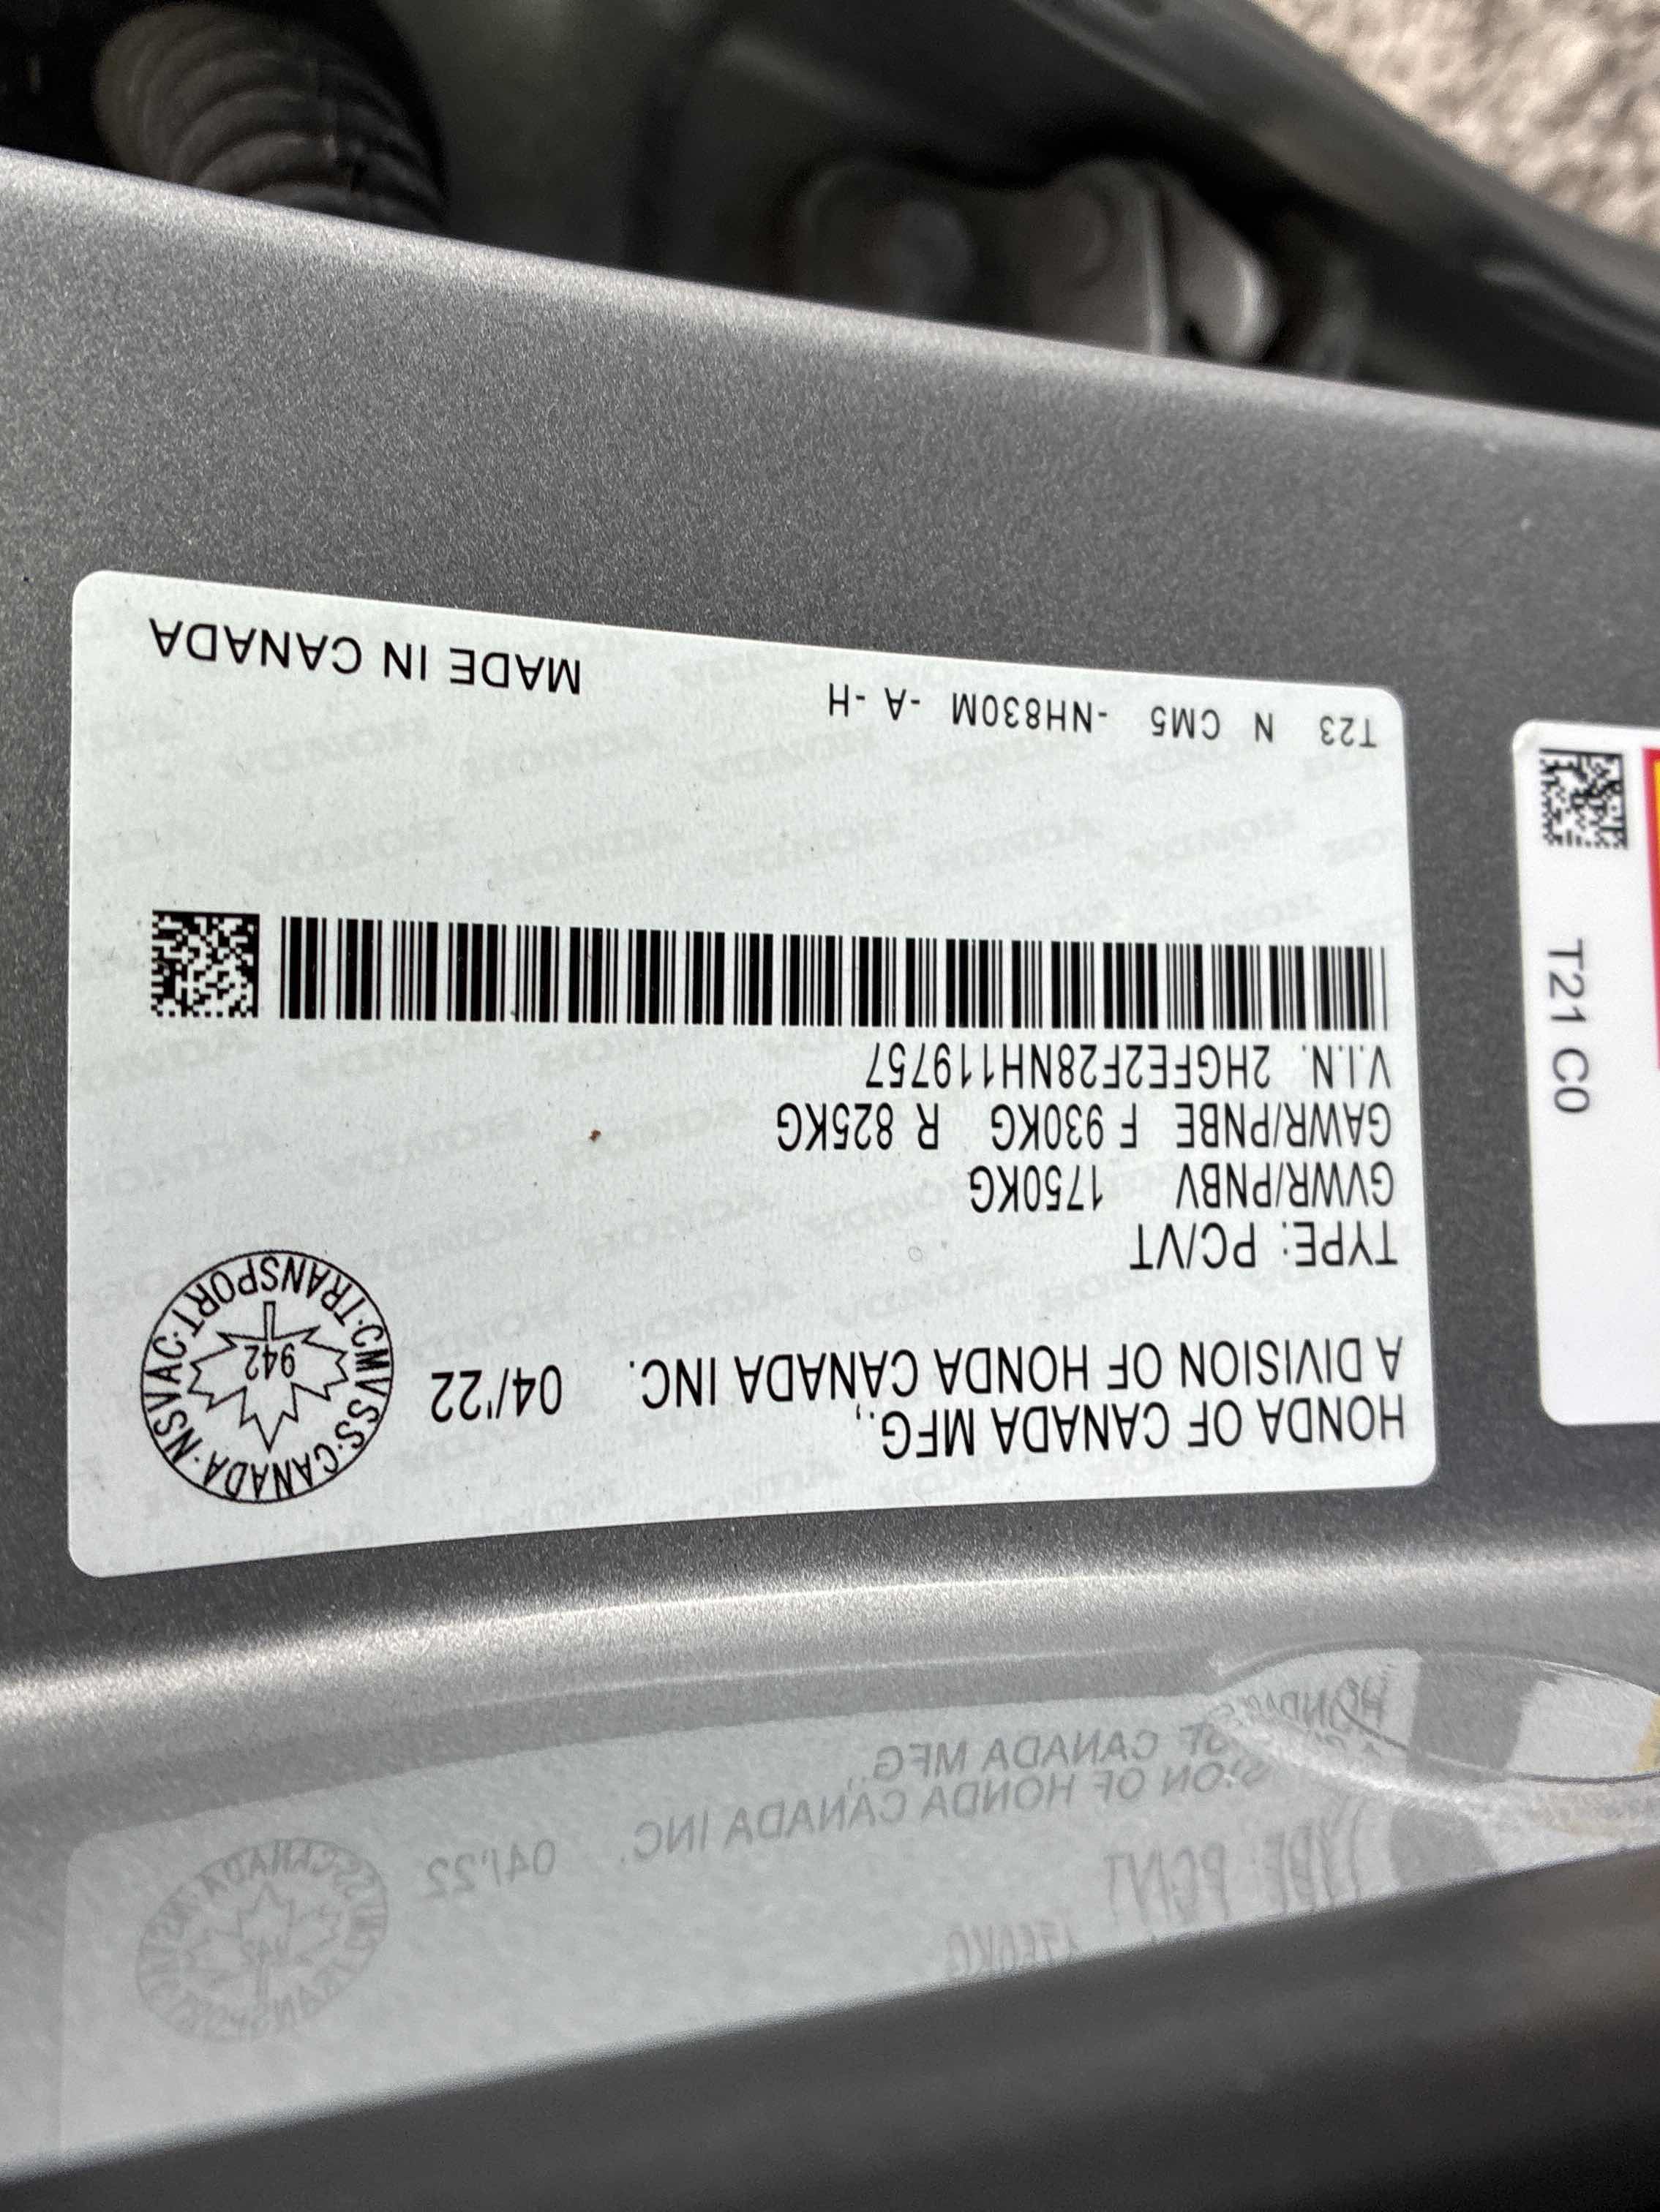 HONDA OF CANADA MFG.,
A DIVISION OF HONDA CANADA INC. 04/'22
CMVSS·CANADA·NSVAC·TRANSPORT·
942
TYPE: PC/VT
GVWR/PNBV 1750KG
GAWR/PNBE F 930KG R 825KG
V.I.N. 2HGFE2F28NH119757
T23 N CM5 -NH830M -A -H
MADE IN CANADA
T21 C0